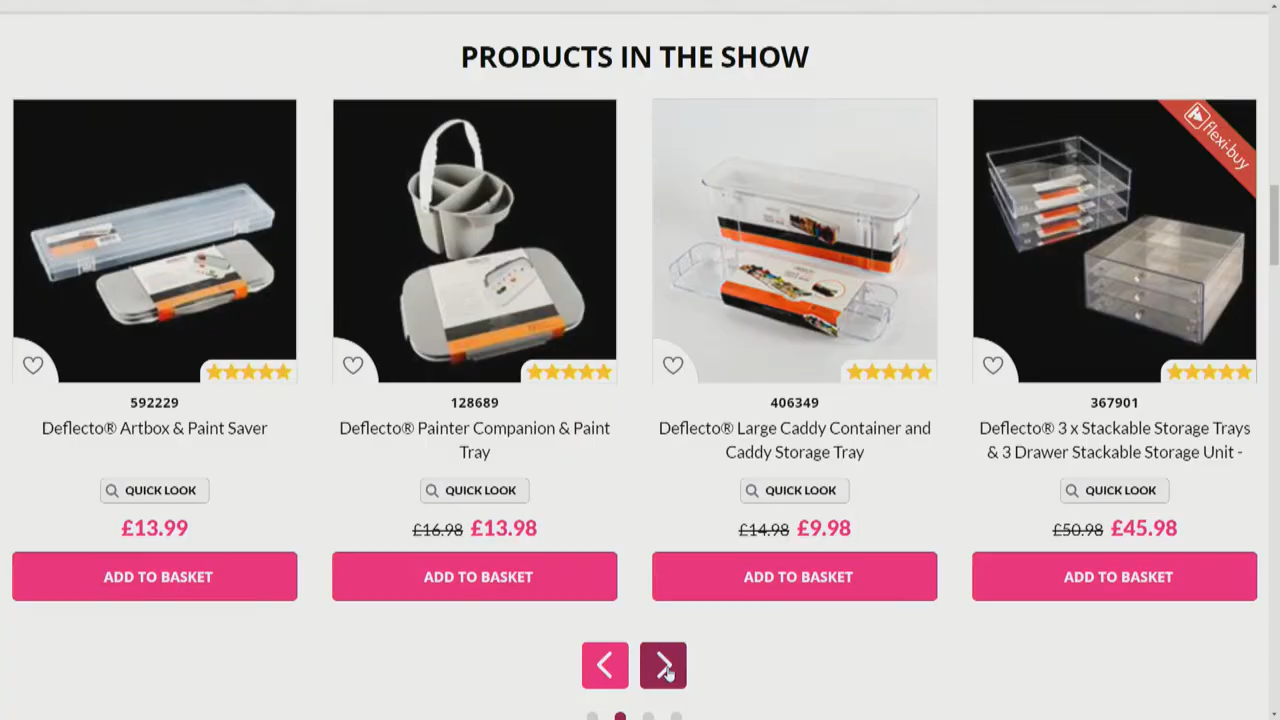 PRODUCTS IN THE SHOW
flexi-buy
592229
Deflecto® Artbox & Paint Saver
QUICK LOOK
£13.99
ADD TO BASKET
128689
Deflecto® Painter Companion & Paint
Tray
QUICK LOOK
£16.98 £13.98
ADD TO BASKET
406349
Deflecto® Large Caddy Container and
Caddy Storage Tray
QUICK LOOK
£14.98 £9.98
ADD TO BASKET
367901
Deflecto® 3 x Stackable Storage Trays
& 3 Drawer Stackable Storage Unit -
QUICK LOOK
£50.98 £45.98
ADD TO BASKET